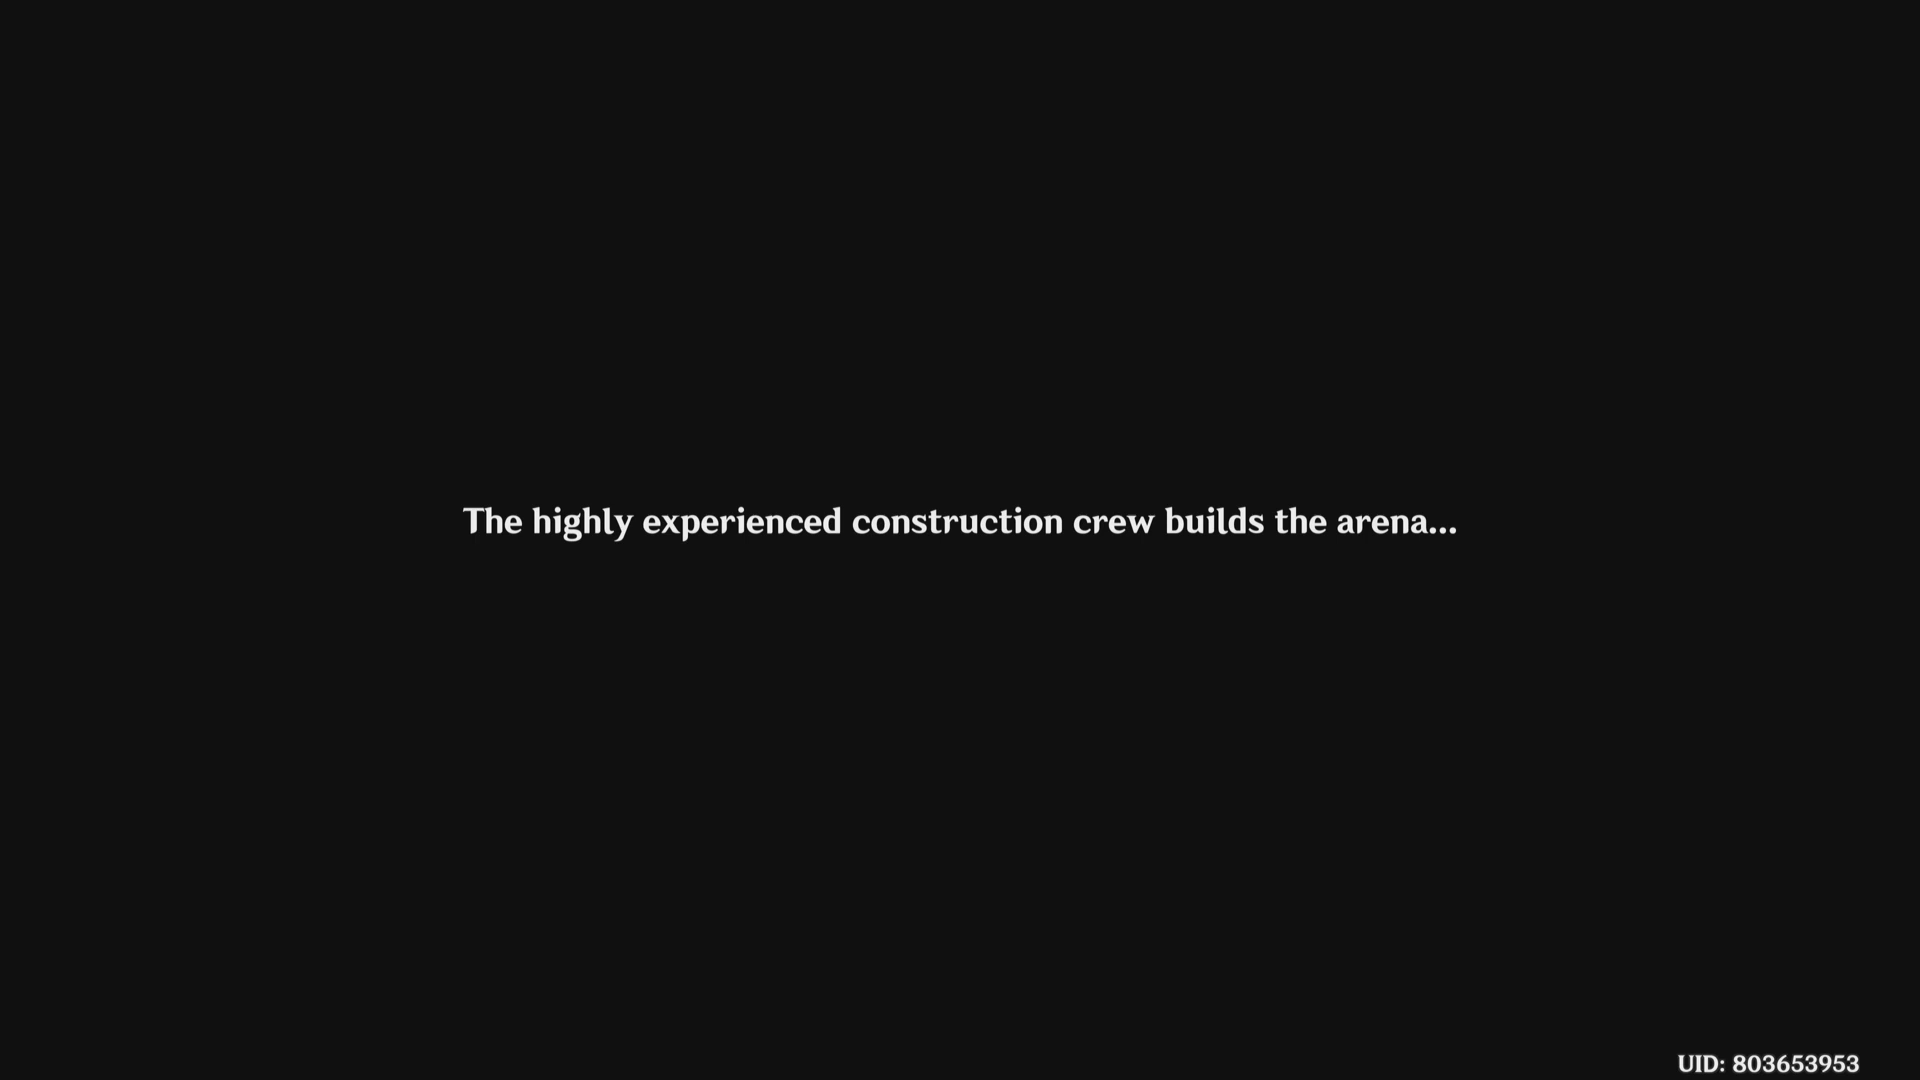 The highly experienced construction crew builds the arena...
UID: 803653953